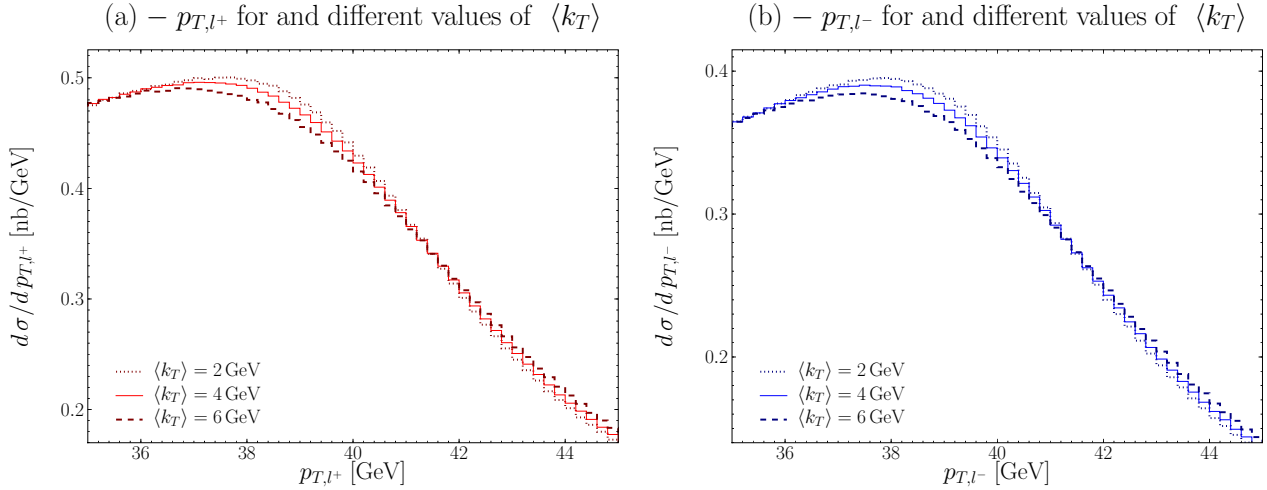 (a) − p_{T,l⁺} for and different values of ⟨k_T⟩
dσ/dp_{T,l⁺} [nb/GeV]
0.5
0.4
0.3
0.2
⟨k_T⟩ = 2 GeV
⟨k_T⟩ = 4 GeV
⟨k_T⟩ = 6 GeV
36 38 40 42 44
p_{T,l⁺} [GeV]
(b) − p_{T,l⁻} for and different values of ⟨k_T⟩
dσ/dp_{T,l⁻} [nb/GeV]
0.4
0.3
0.2
⟨k_T⟩ = 2 GeV
⟨k_T⟩ = 4 GeV
⟨k_T⟩ = 6 GeV
36 38 40 42 44
p_{T,l⁻} [GeV]